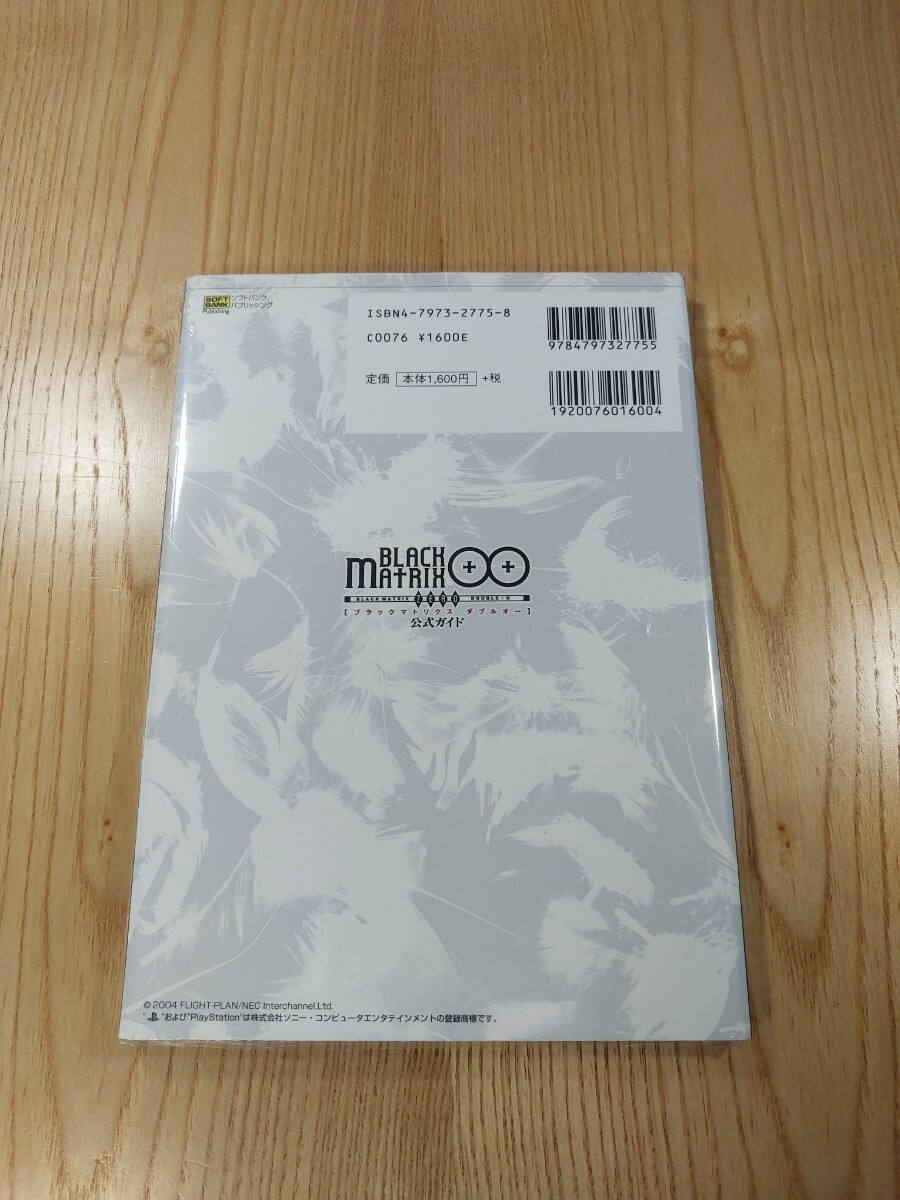 SOFT BANK Publishing
ソフトバンク
パブリッシング
ISBN4-7973-2775-8
C0076 ¥1600E
定価 本体1,600円 +税
9784797327755
1920076016004
BLACK
MATRIX
BLACK MATRIX ZERO DOUBLE:O
【ブラックマトリクス ダブルオー】
公式ガイド
© 2004 FLIGHT-PLAN/NEC Interchannel,Ltd.
" "および"PlayStation"は株式会社ソニー・コンピュータエンタテインメントの登録商標です。